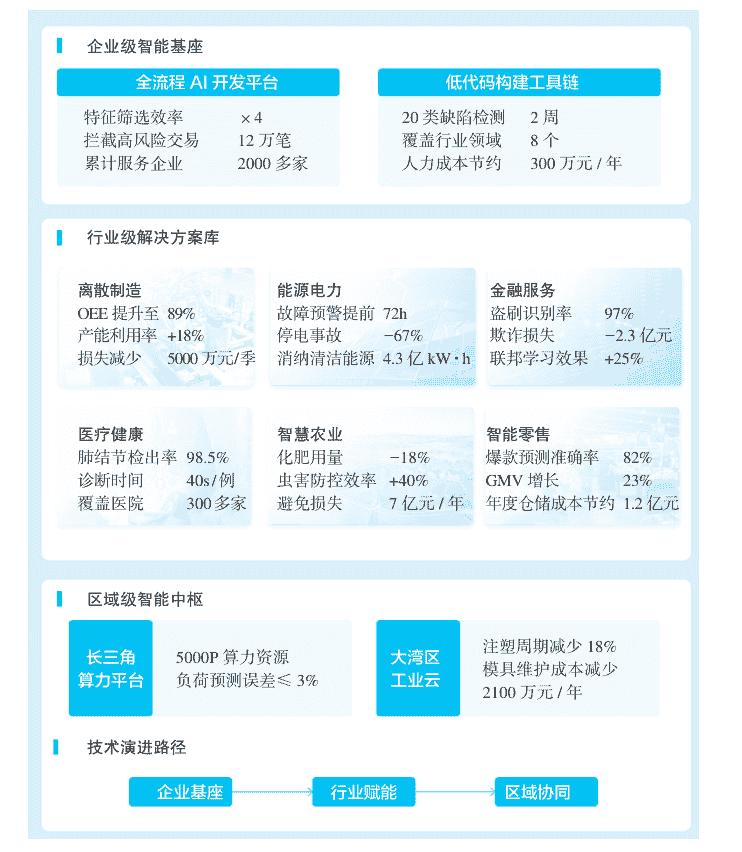 企业级智能基座
全流程 AI 开发平台
特征筛选效率 ×4
拦截高风险交易 12 万笔
累计服务企业 2000 多家
低代码构建工具链
20 类缺陷检测 2 周
覆盖行业领域 8 个
人力成本节约 300 万元 / 年
行业级解决方案库
离散制造
OEE 提升至 89%
产能利用率 +18%
损失减少 5000 万元/季
能源电力
故障预警提前 72h
停电事故 −67%
消纳清洁能源 4.3 亿 kW·h
金融服务
盗刷识别率 97%
欺诈损失 −2.3 亿元
联邦学习效果 +25%
医疗健康
肺结节检出率 98.5%
诊断时间 40s/例
覆盖医院 300 多家
智慧农业
化肥用量 −18%
虫害防控效率 +40%
避免损失 7 亿元 / 年
智能零售
爆款预测准确率 82%
GMV 增长 23%
年度仓储成本节约 1.2 亿元
区域级智能中枢
长三角
算力平台
5000P 算力资源
负荷预测误差≤ 3%
大湾区
工业云
注塑周期减少 18%
模具维护成本减少
2100 万元 / 年
技术演进路径
企业基座
行业赋能
区域协同